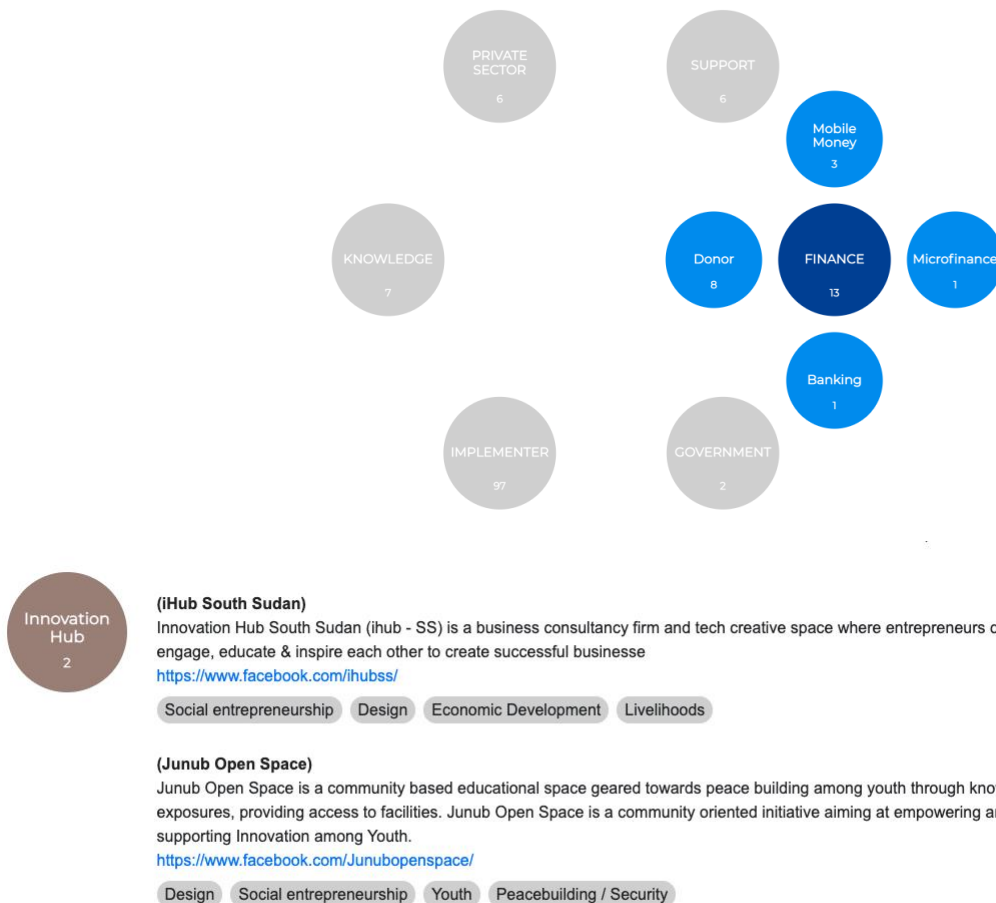 PRIVATE
SECTOR
6
SUPPORT
6
Mobile
Money
3
KNOWLEDGE
7
Donor
8
FINANCE
13
Microfinance
1
Banking
1
IMPLEMENTER
97
GOVERNMENT
2
Innovation
Hub
2
(iHub South Sudan)
Innovation Hub South Sudan (ihub - SS) is a business consultancy firm and tech creative space where entrepreneurs
engage, educate & inspire each other to create successful businesse
https://www.facebook.com/ihubss/
Social entrepreneurship Design Economic Development Livelihoods
(Junub Open Space)
Junub Open Space is a community based educational space geared towards peace building among youth through
exposures, providing access to facilities. Junub Open Space is a community oriented initiative aiming at empowering
supporting Innovation among Youth.
https://www.facebook.com/Junubopenspace/
Design Social entrepreneurship Youth Peacebuilding / Security